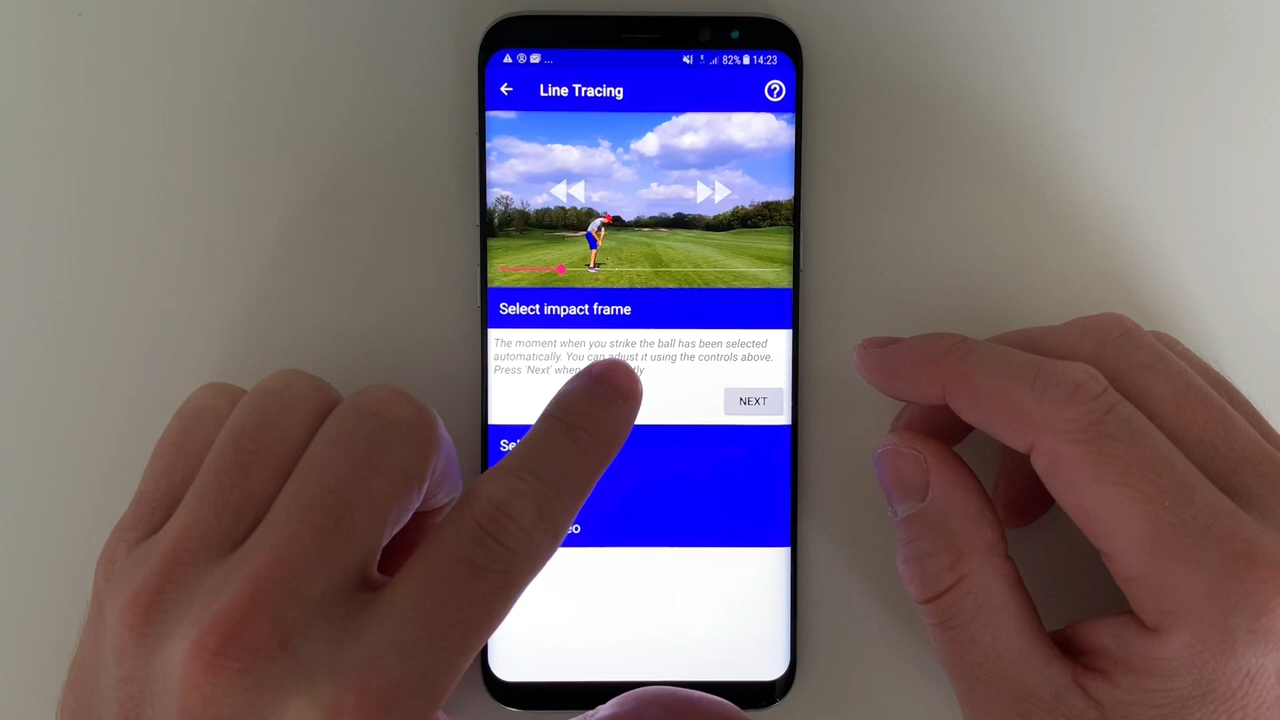 ... 82% 14:23
Line Tracing
Select impact frame
The moment when you strike the ball has been selected
automatically. You can adjust it using the controls above.
Press 'Next' when
NEXT